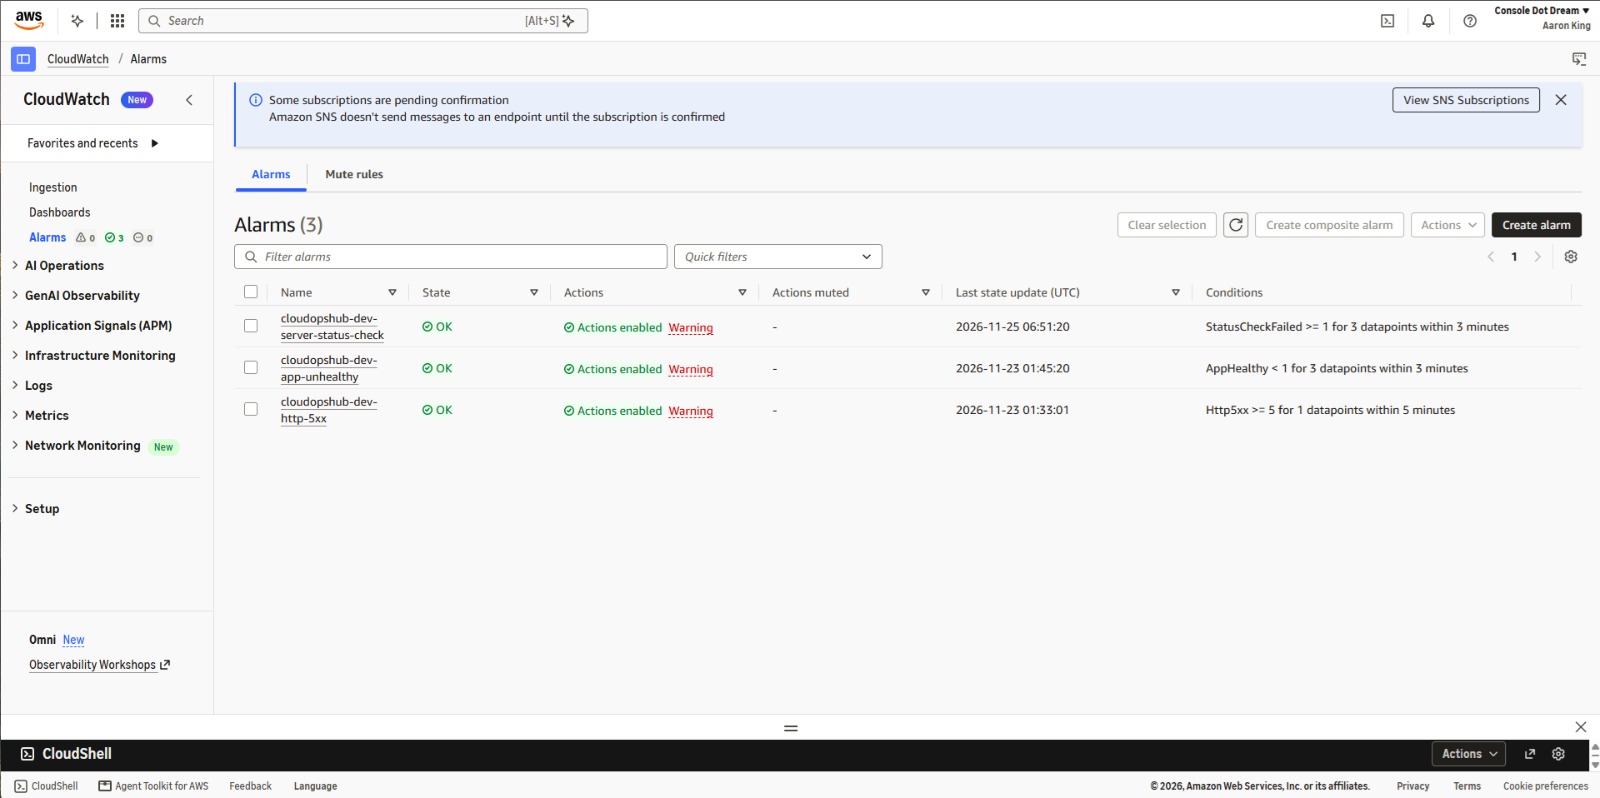 aws
Search
[Alt+S]
Console Dot Dream ▼
Aaron King
CloudWatch / Alarms
CloudWatch New
Favorites and recents
Ingestion
Dashboards
Alarms 0 3 0
AI Operations
GenAI Observability
Application Signals (APM)
Infrastructure Monitoring
Logs
Metrics
Network Monitoring New
Setup
Omni New
Observability Workshops
Some subscriptions are pending confirmation
Amazon SNS doesn't send messages to an endpoint until the subscription is confirmed
View SNS Subscriptions
Alarms
Mute rules
Alarms (3)
Clear selection
Create composite alarm
Actions
Create alarm
Filter alarms
Quick filters
1
Name State Actions Actions muted Last state update (UTC) Conditions
cloudopshub-dev-
server-status-check
OK Actions enabled Warning - 2026-11-25 06:51:20 StatusCheckFailed >= 1 for 3 datapoints within 3 minutes
cloudopshub-dev-
app-unhealthy
OK Actions enabled Warning - 2026-11-23 01:45:20 AppHealthy < 1 for 3 datapoints within 3 minutes
cloudopshub-dev-
http-5xx
OK Actions enabled Warning - 2026-11-23 01:33:01 Http5xx >= 5 for 1 datapoints within 5 minutes
CloudShell
Actions
CloudShell Agent Toolkit for AWS Feedback Language
© 2026, Amazon Web Services, Inc. or its affiliates. Privacy Terms Cookie preferences